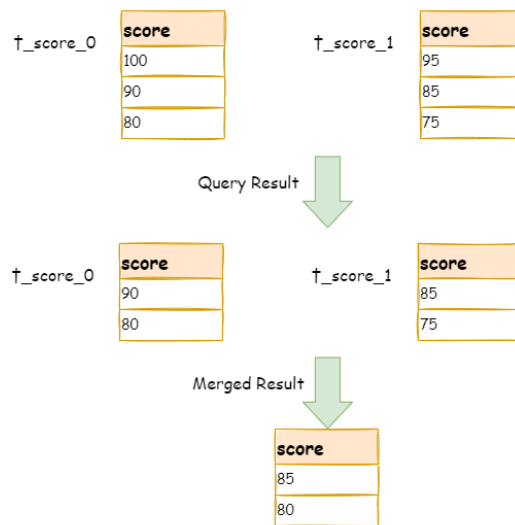 t_score_0
score
100
90
80
t_score_1
score
95
85
75
Query Result
t_score_0
score
90
80
t_score_1
score
85
75
Merged Result
score
85
80